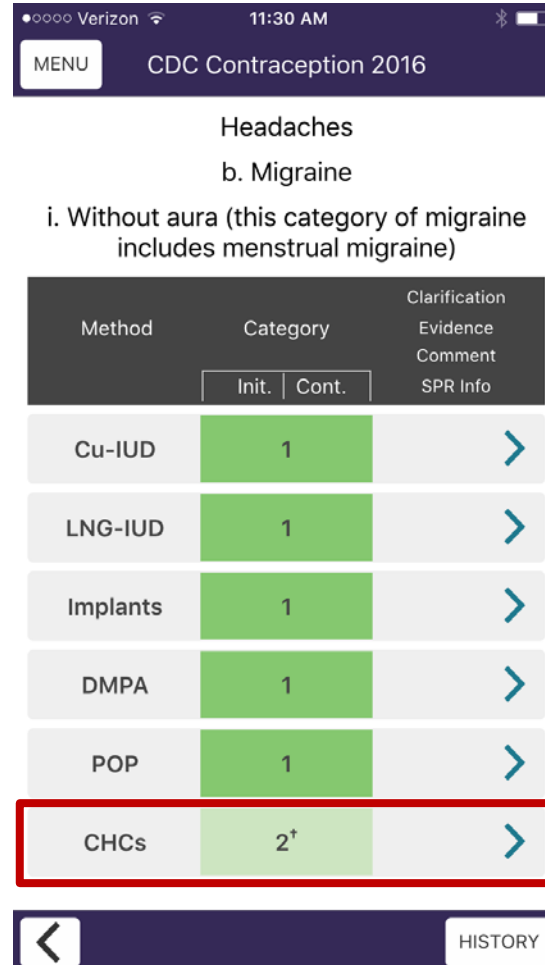 ●○○○○ Verizon 11:30 AM
MENU CDC Contraception 2016
Headaches
b. Migraine
i. Without aura (this category of migraine
includes menstrual migraine)
Method Category Clarification
Evidence
Comment
SPR Info
Init. | Cont.
Cu-IUD 1
LNG-IUD 1
Implants 1
DMPA 1
POP 1
CHCs 2†
HISTORY